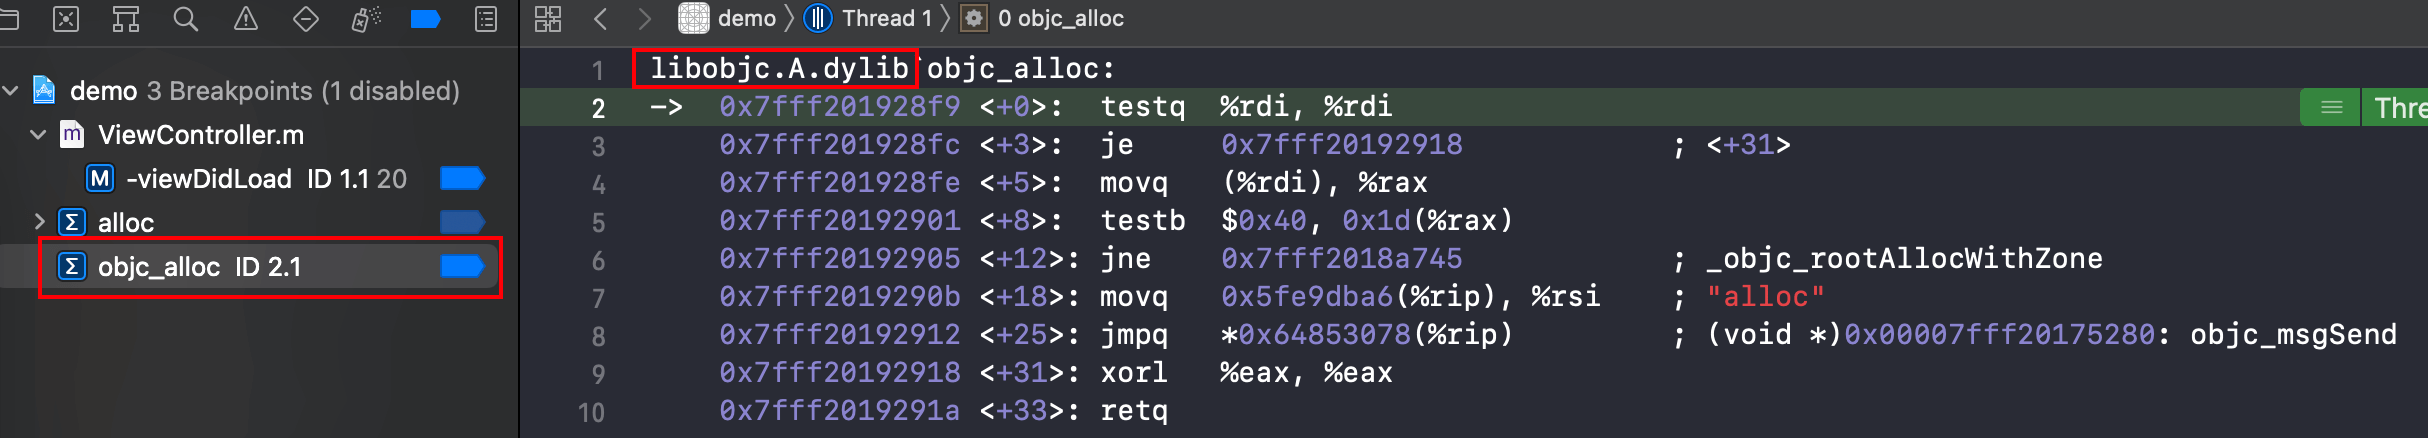 demo 〉 Thread 1 〉 0 objc_alloc
demo 3 Breakpoints (1 disabled)
m ViewController.m
M -viewDidLoad ID 1.1 20
Σ alloc
Σ objc_alloc ID 2.1
1 libobjc.A.dylib`objc_alloc:
2 -> 0x7fff201928f9 <+0>: testq %rdi, %rdi
Thre
3 0x7fff201928fc <+3>: je 0x7fff20192918 ; <+31>
4 0x7fff201928fe <+5>: movq (%rdi), %rax
5 0x7fff20192901 <+8>: testb $0x40, 0x1d(%rax)
6 0x7fff20192905 <+12>: jne 0x7fff2018a745 ; _objc_rootAllocWithZone
7 0x7fff2019290b <+18>: movq 0x5fe9dba6(%rip), %rsi ; "alloc"
8 0x7fff20192912 <+25>: jmpq *0x64853078(%rip) ; (void *)0x00007fff20175280: objc_msgSend
9 0x7fff20192918 <+31>: xorl %eax, %eax
10 0x7fff2019291a <+33>: retq